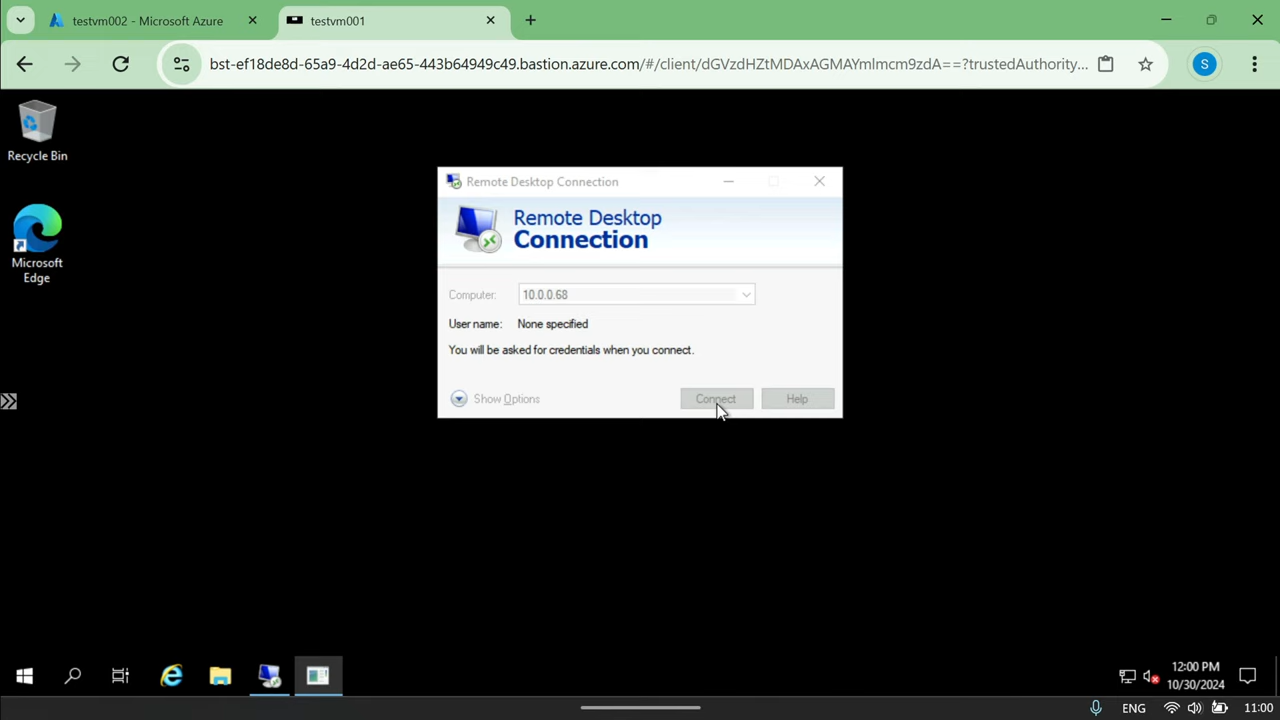 testvm002 - Microsoft Azure
testvm001
bst-ef18de8d-65a9-4d2d-ae65-443b64949c49.bastion.azure.com/#/client/dGVzdHZtMDAxAGMAYmlmcm9zdA==?trustedAuthority...
S
Recycle Bin
Microsoft
Edge
Remote Desktop Connection
Remote Desktop
Connection
Computer: 10.0.0.68
User name: None specified
You will be asked for credentials when you connect.
Show Options Connect Help
12:00 PM
10/30/2024
ENG 11:00